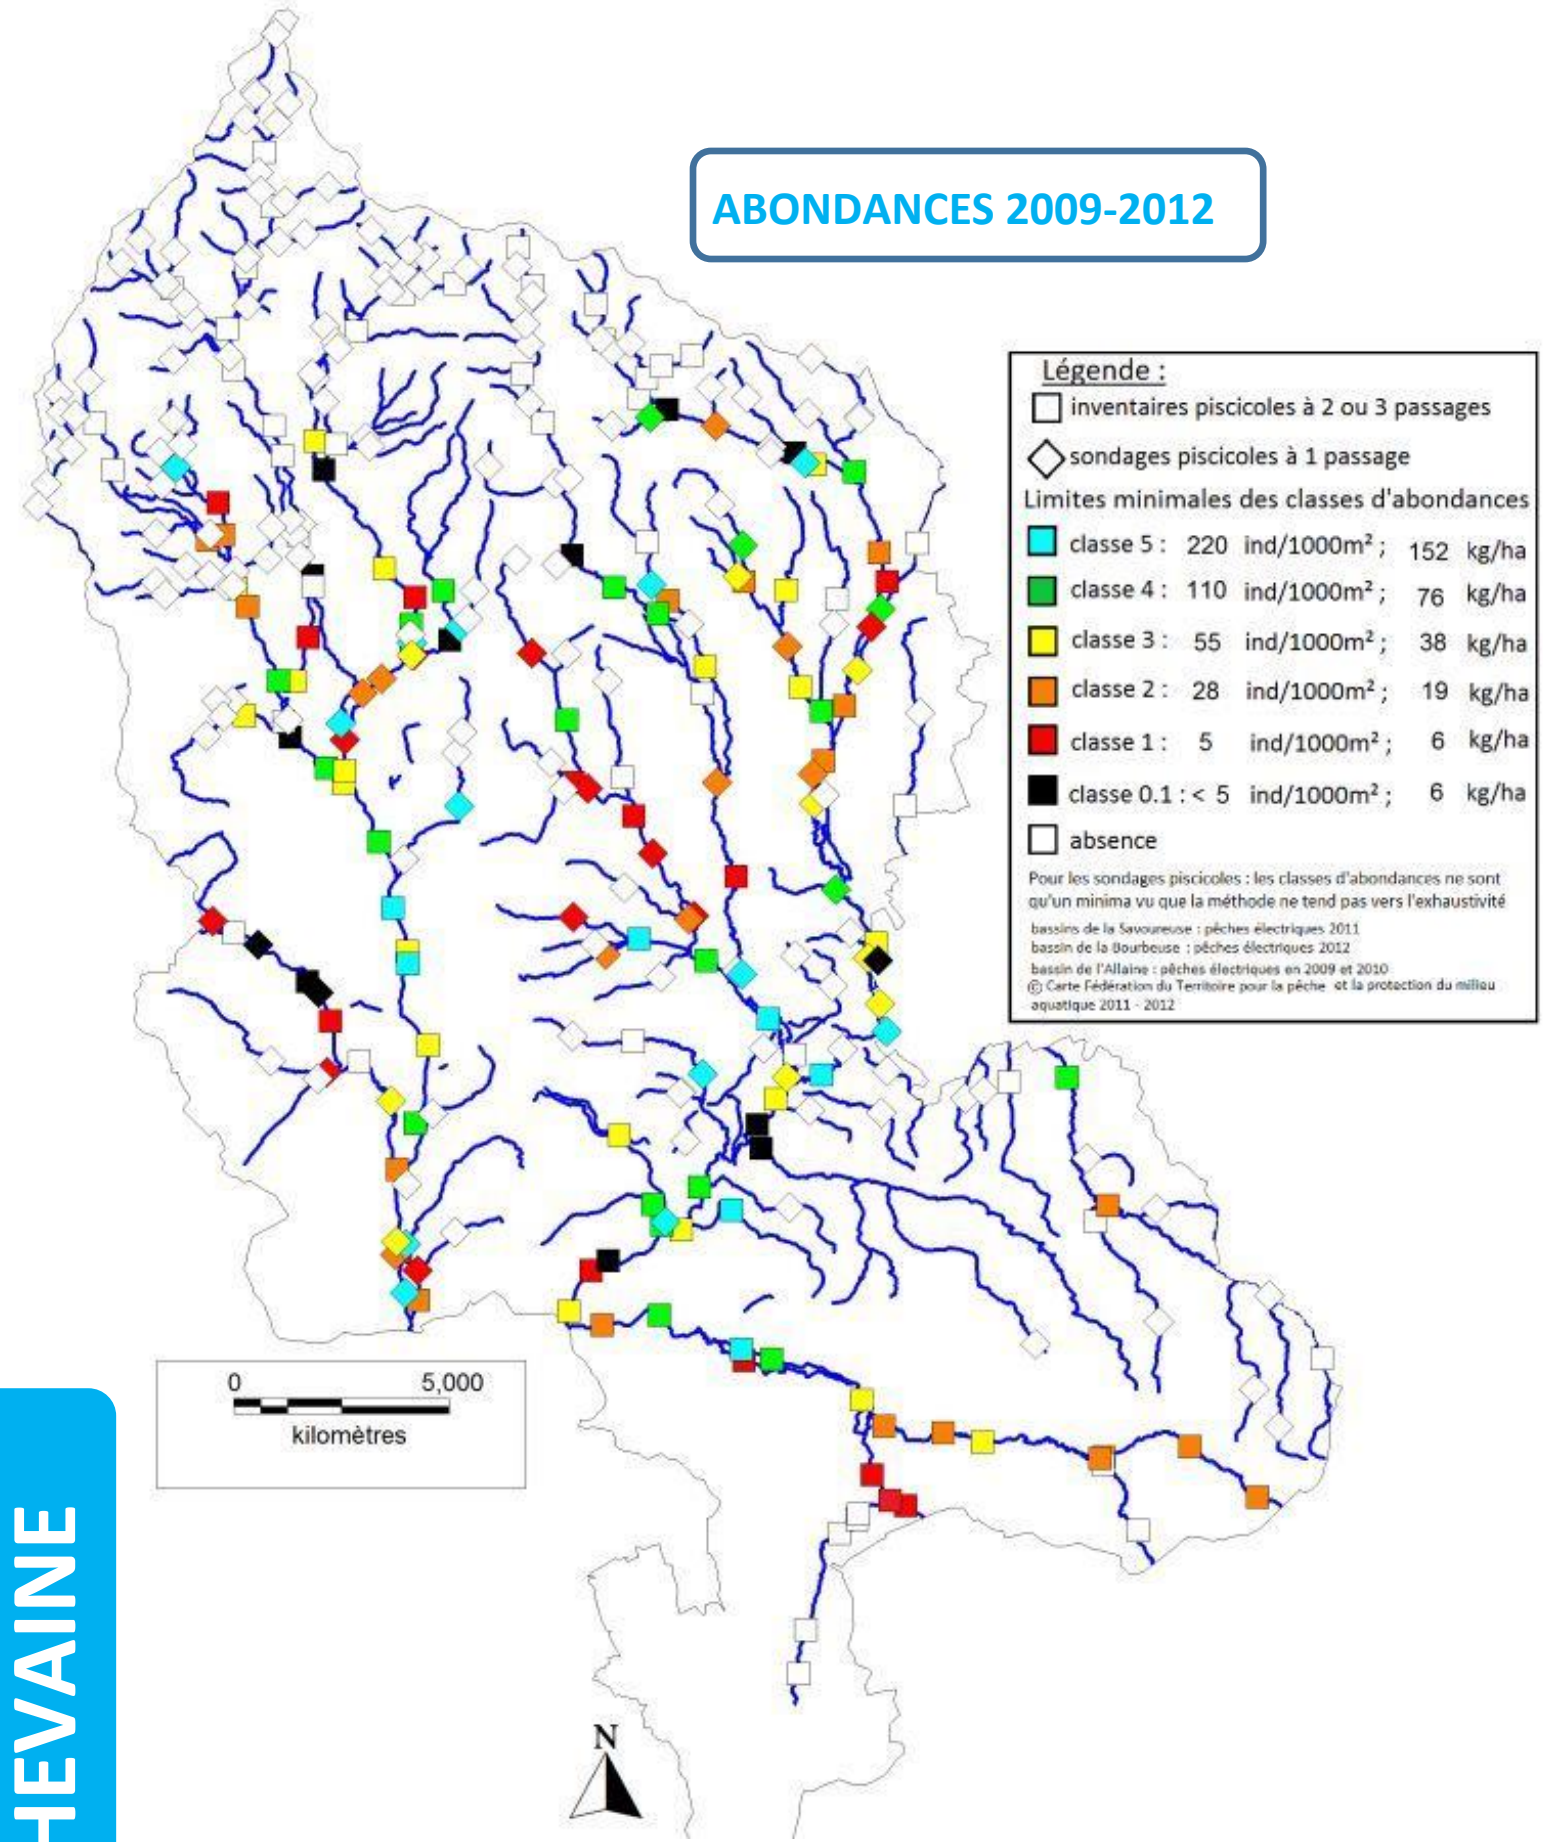 ABONDANCES 2009-2012
Légende :
inventaires piscicoles à 2 ou 3 passages
sondages piscicoles à 1 passage
Limites minimales des classes d'abondances
classe 5 : 220 ind/1000m² ; 152 kg/ha
classe 4 : 110 ind/1000m² ; 76 kg/ha
classe 3 : 55 ind/1000m² ; 38 kg/ha
classe 2 : 28 ind/1000m² ; 19 kg/ha
classe 1 : 5 ind/1000m² ; 6 kg/ha
classe 0.1 : < 5 ind/1000m² ; 6 kg/ha
absence
Pour les sondages piscicoles : les classes d'abondances ne sont
qu'un minima vu que la méthode ne tend pas vers l'exhaustivité
bassins de la Savoureuse : pêches électriques 2011
bassin de la Bourbeuse : pêches électriques 2012
bassin de l'Allaine : pêches électriques en 2009 et 2010
© Carte Fédération du Territoire pour la pêche et la protection du milieu
aquatique 2011 - 2012
0 5,000
kilomètres
HEVAINE
N